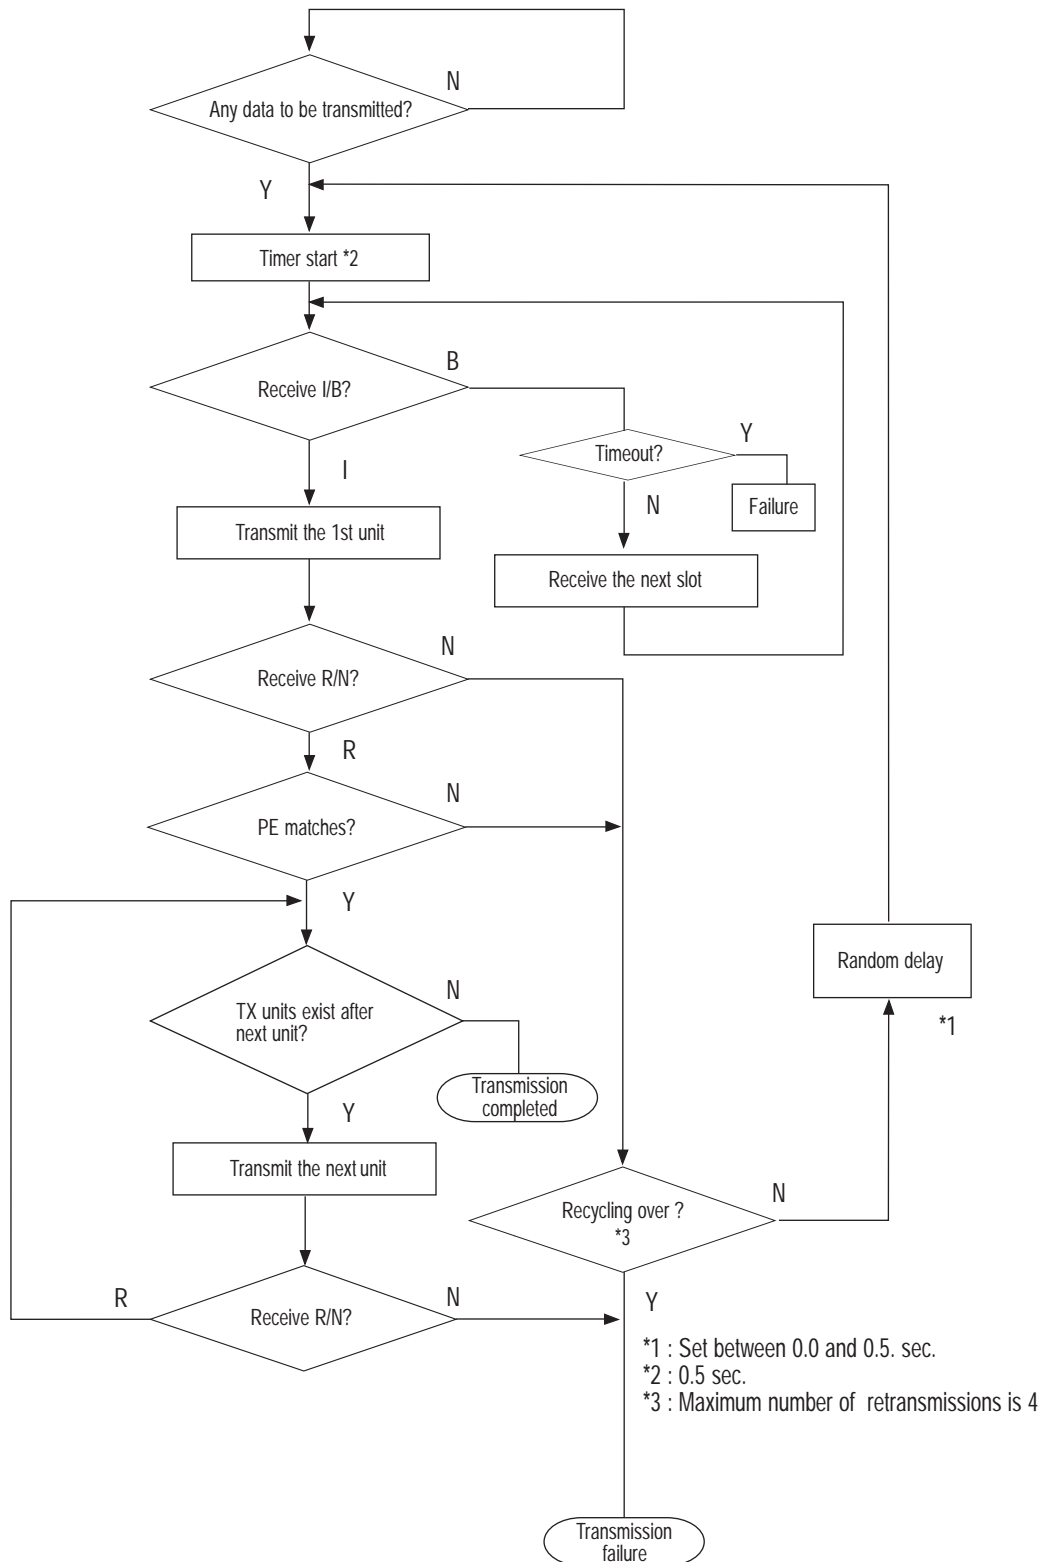 N
Any data to be transmitted?
Y
Timer start *2
B
Receive I/B?
Y
Timeout?
I
N
Failure
Transmit the 1st unit
Receive the next slot
N
Receive R/N?
R
N
PE matches?
Y
Random delay
N
TX units exist after
next unit?
*1
Transmission
completed
Y
Transmit the next unit
N
Recycling over ?
*3
R
N
Y
Receive R/N?
*1 : Set between 0.0 and 0.5. sec.
*2 : 0.5 sec.
*3 : Maximum number of retransmissions is 4
Transmission
failure